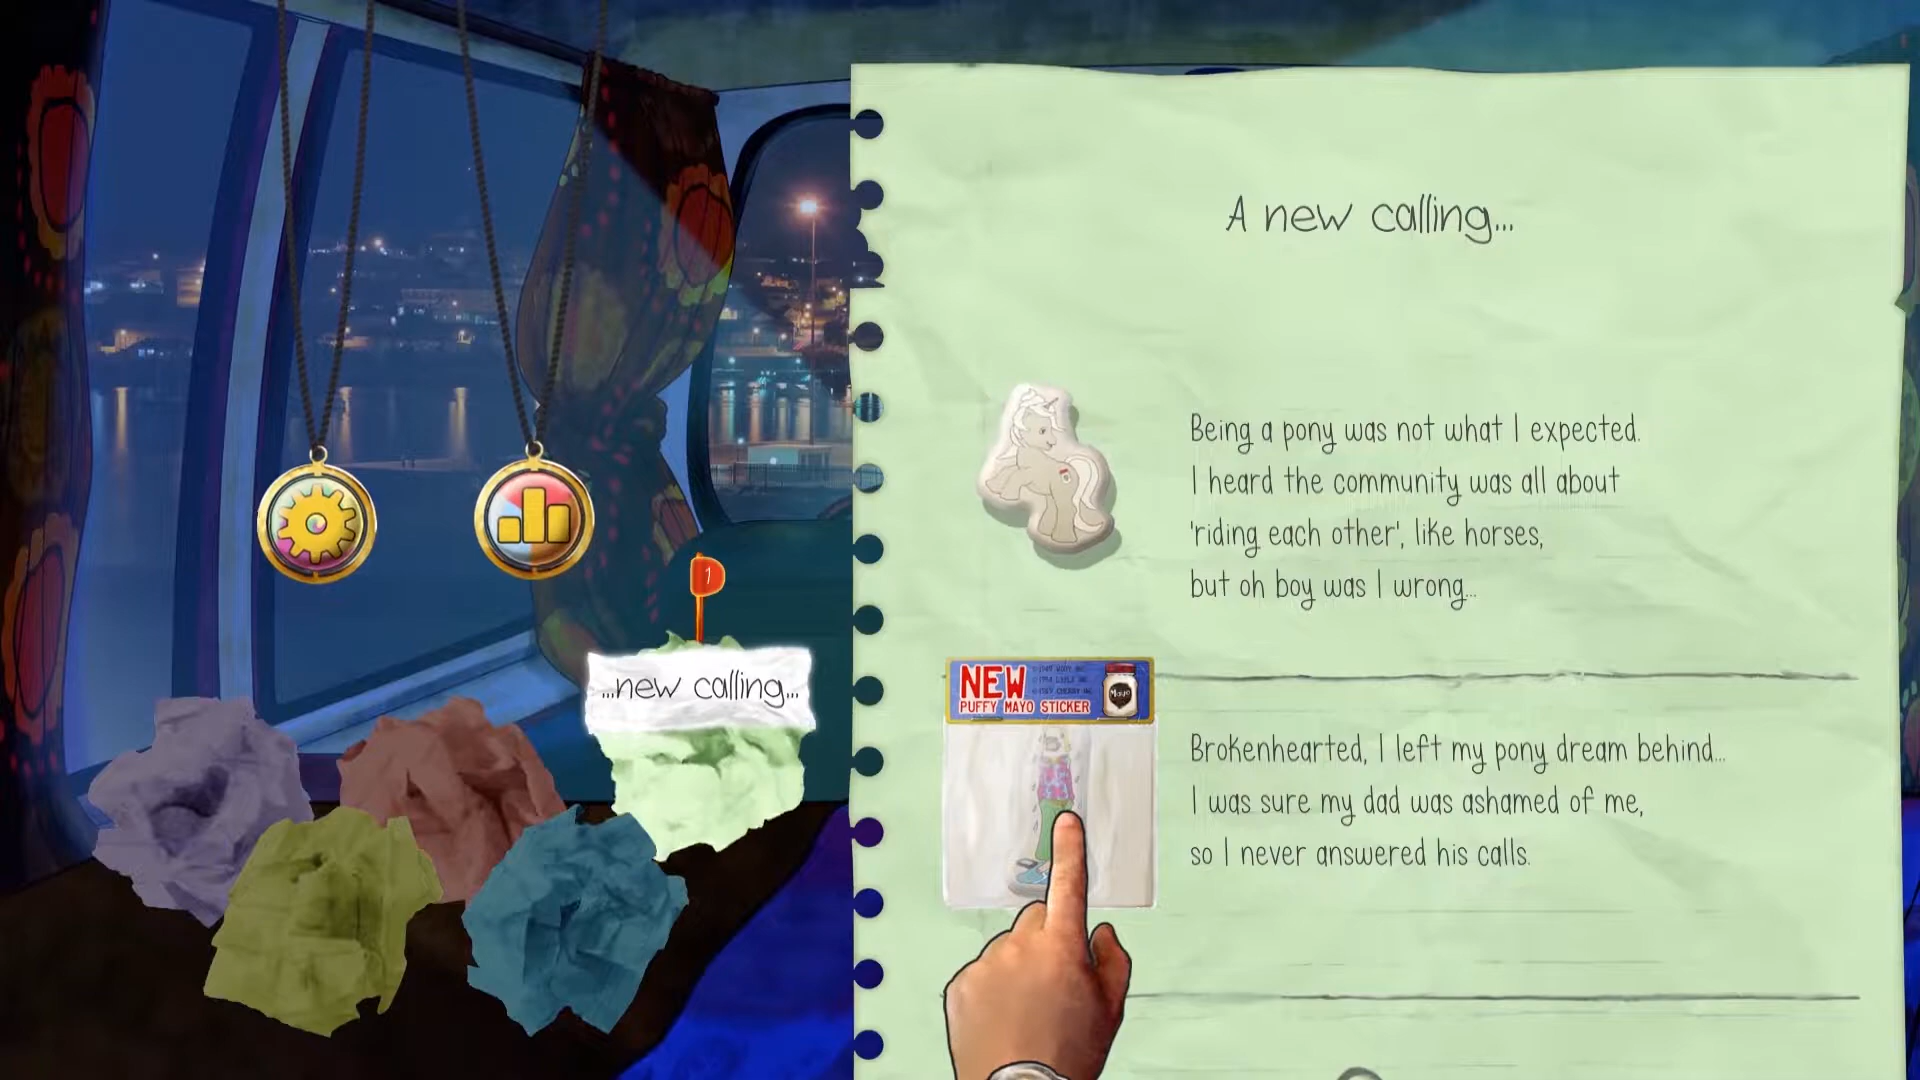 A new calling...
Being a pony was not what I expected.
I heard the community was all about
'riding each other', like horses,
but oh boy was I wrong...
1
...new calling...
NEW
PUFFY MAYO STICKER
Mayo
Brokenhearted, I left my pony dream behind...
I was sure my dad was ashamed of me,
so I never answered his calls.